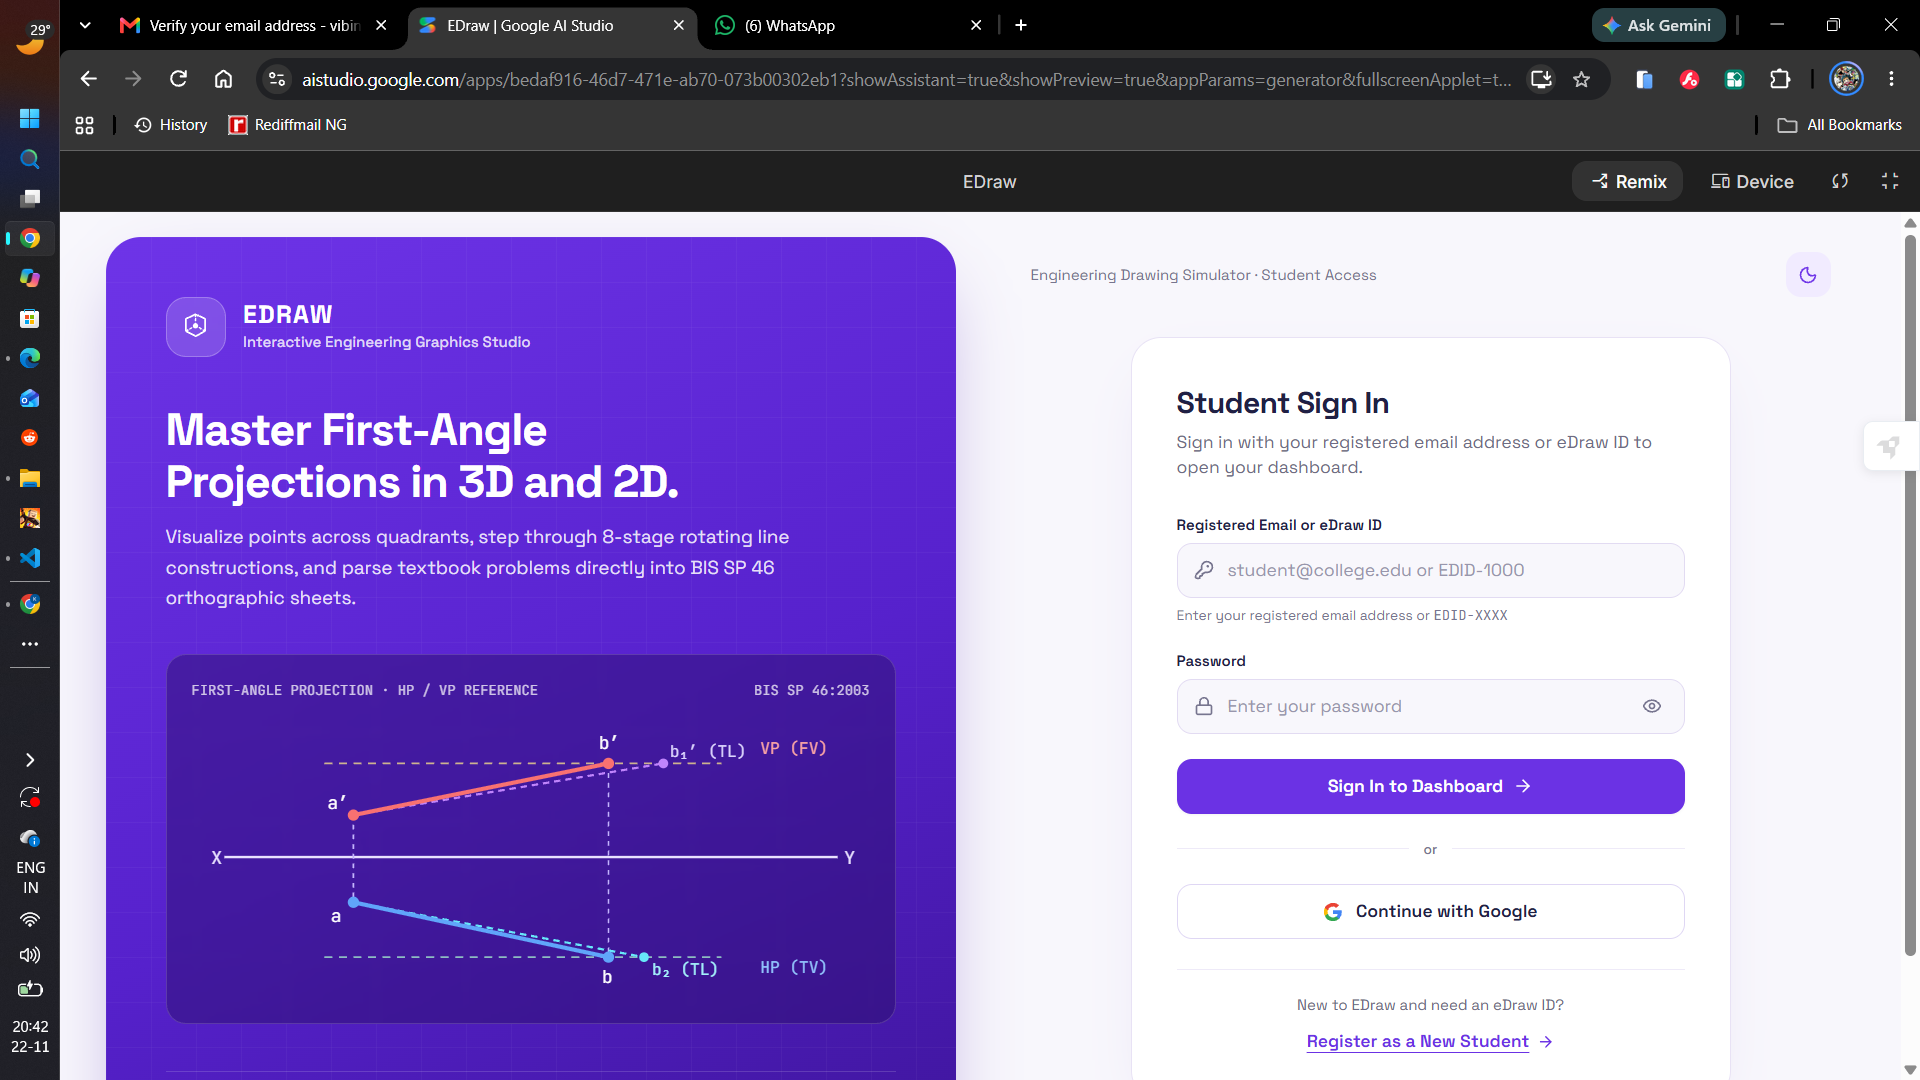 29°
Verify your email address - vibin
EDraw | Google AI Studio
(6) WhatsApp
Ask Gemini
aistudio.google.com/apps/bedaf916-46d7-471e-ab70-073b00302eb1?showAssistant=true&showPreview=true&appParams=generator&fullscreenApplet=t...
History
Rediffmail NG
All Bookmarks
EDraw
Remix
Device
EDRAW
Interactive Engineering Graphics Studio
Master First-Angle
Projections in 3D and 2D.
Visualize points across quadrants, step through 8-stage rotating line
constructions, and parse textbook problems directly into BIS SP 46
orthographic sheets.
FIRST-ANGLE PROJECTION · HP / VP REFERENCE
BIS SP 46:2003
b′
b₁′ (TL)
VP (FV)
a′
X
Y
a
b
b₂ (TL)
HP (TV)
Engineering Drawing Simulator · Student Access
Student Sign In
Sign in with your registered email address or eDraw ID to
open your dashboard.
Registered Email or eDraw ID
student@college.edu or EDID-1000
Enter your registered email address or EDID-XXXX
Password
Enter your password
Sign In to Dashboard →
or
Continue with Google
New to EDraw and need an eDraw ID?
Register as a New Student →
ENG
IN
20:42
22-11